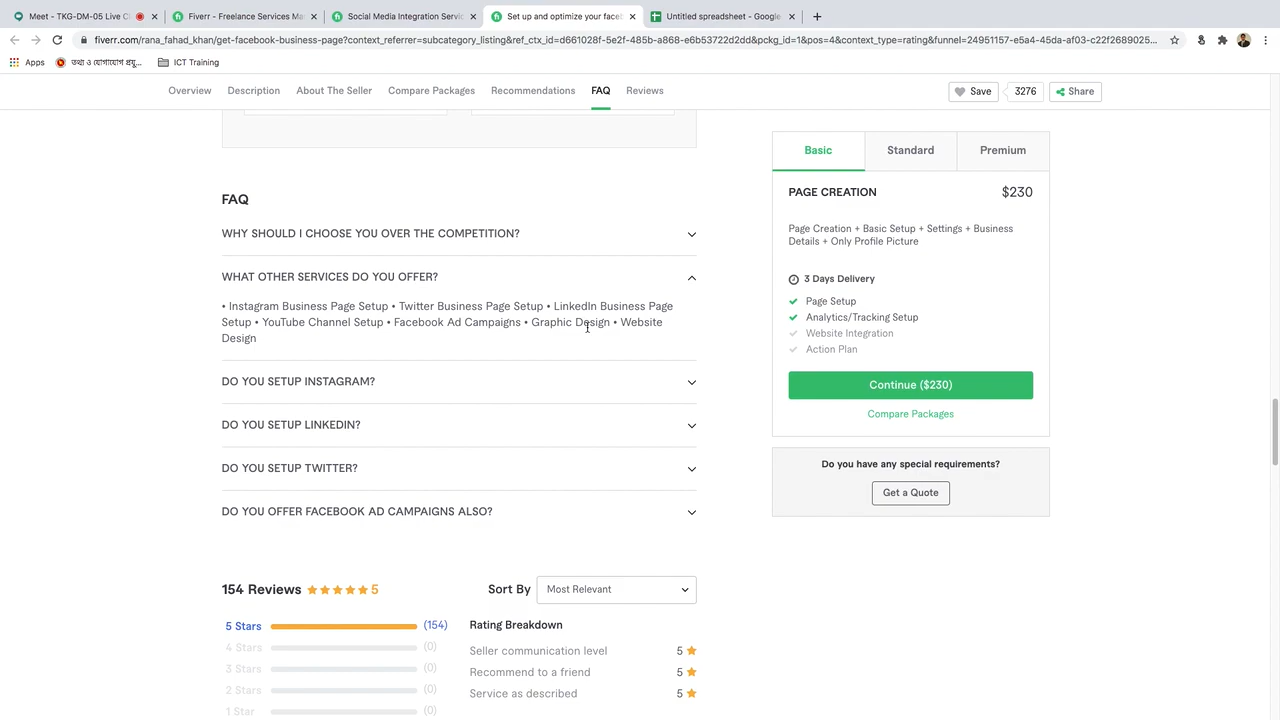 Meet - TKG-DM-05 Live Cl
Fiverr - Freelance Services Ma
Social Media Integration Servic
Set up and optimize your faceb
Untitled spreadsheet - Google
fiverr.com/rana_fahad_khan/get-facebook-business-page?context_referrer=subcategory_listing&ref_ctx_id=d661028f-5e2f-485b-a868-e6b53722d2dd&pckg_id=1&pos=4&context_type=rating&funnel=24951157-e5a4-45da-af03-c22f2689025...
Apps
তথ্য ও যোগাযোগ প্রযু...
ICT Training
Overview
Description
About The Seller
Compare Packages
Recommendations
FAQ
Reviews
Save
3276
Share
FAQ
WHY SHOULD I CHOOSE YOU OVER THE COMPETITION?
WHAT OTHER SERVICES DO YOU OFFER?
• Instagram Business Page Setup • Twitter Business Page Setup • LinkedIn Business Page
Setup • YouTube Channel Setup • Facebook Ad Campaigns • Graphic Design • Website
Design
DO YOU SETUP INSTAGRAM?
DO YOU SETUP LINKEDIN?
DO YOU SETUP TWITTER?
DO YOU OFFER FACEBOOK AD CAMPAIGNS ALSO?
154 Reviews 5
Sort By
Most Relevant
5 Stars (154)
4 Stars (0)
3 Stars (0)
2 Stars (0)
1 Star (0)
Rating Breakdown
Seller communication level 5
Recommend to a friend 5
Service as described 5
Basic
Standard
Premium
PAGE CREATION $230
Page Creation + Basic Setup + Settings + Business
Details + Only Profile Picture
3 Days Delivery
Page Setup
Analytics/Tracking Setup
Website Integration
Action Plan
Continue ($230)
Compare Packages
Do you have any special requirements?
Get a Quote